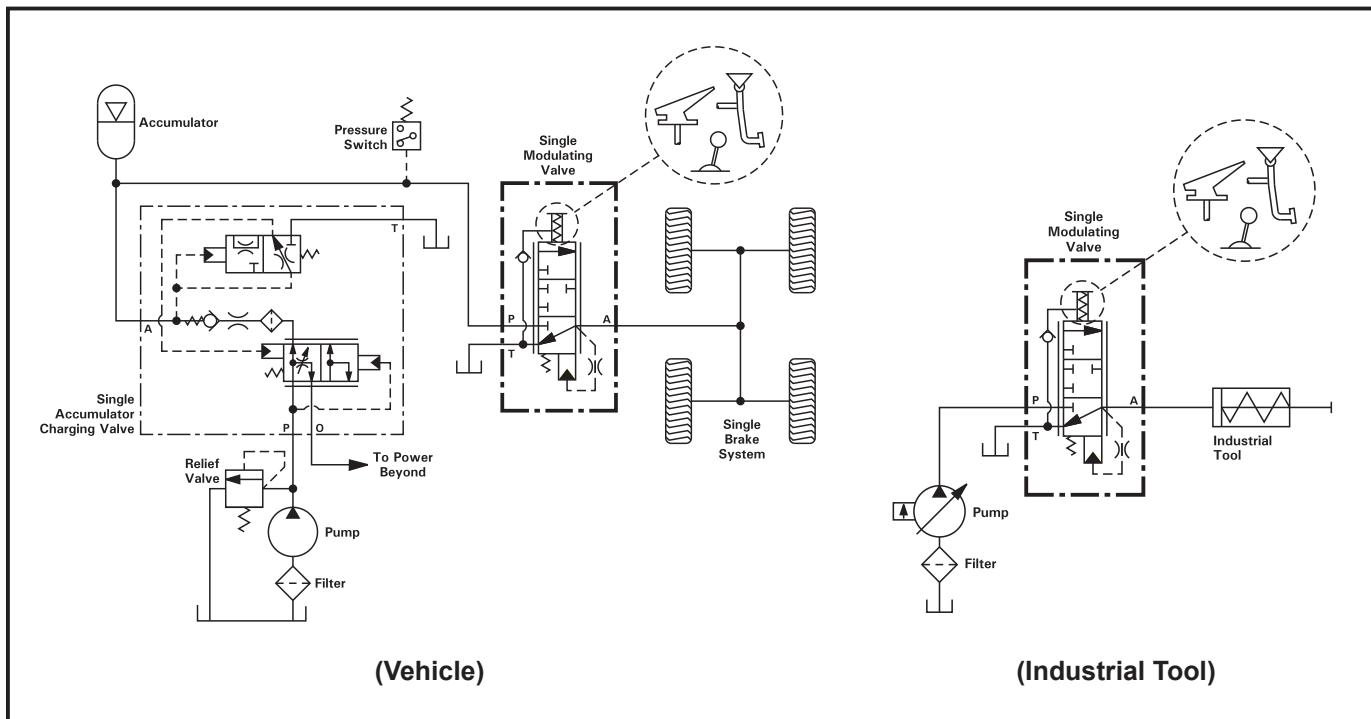 Accumulator
Pressure
Switch
Single
Modulating
Valve
T
A
P
A
T
Single
Accumulator
Charging Valve
P
O
To Power
Beyond
Relief
Valve
Pump
Filter
Single
Brake
System
(Vehicle)
Single
Modulating
Valve
P
A
T
Industrial
Tool
Pump
Filter
(Industrial Tool)